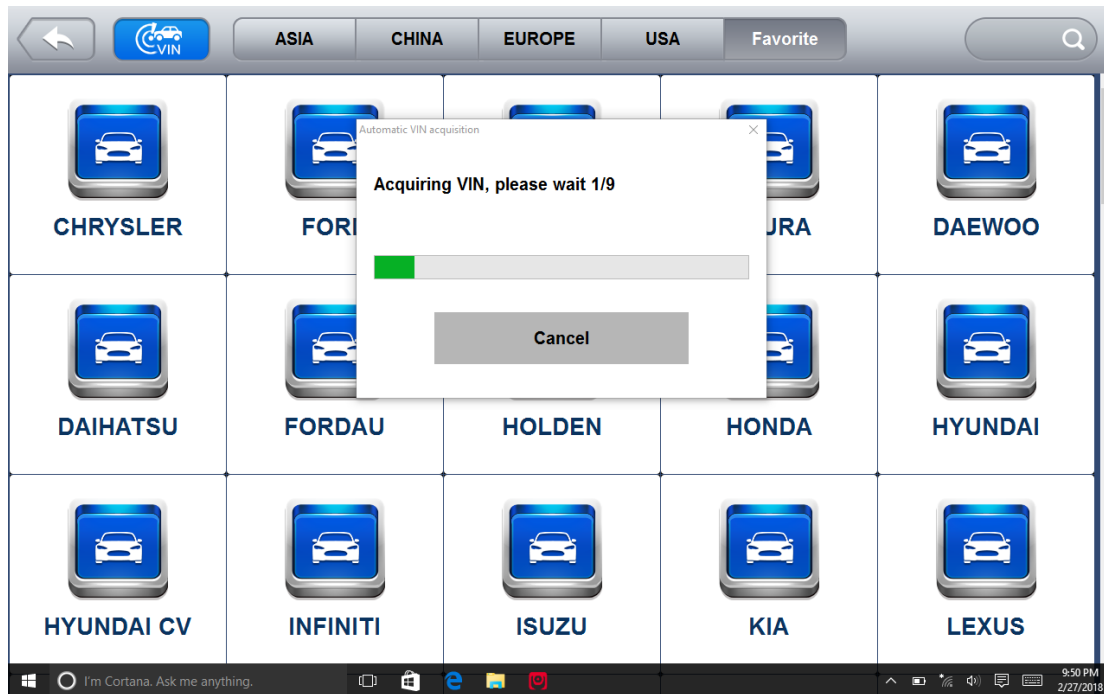 VIN
ASIA
CHINA
EUROPE
USA
Favorite
Automatic VIN acquisition
Acquiring VIN, please wait 1/9
Cancel
CHRYSLER
DAEWOO
DAIHATSU
FORDAU
HOLDEN
HONDA
HYUNDAI
HYUNDAI CV
INFINITI
ISUZU
KIA
LEXUS
I'm Cortana. Ask me anything.
9:50 PM
2/27/2018